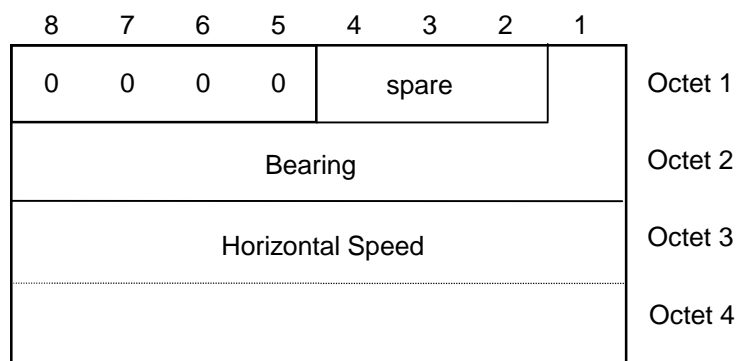 8 7 6 5 4 3 2 1
0 0 0 0 spare Octet 1
Bearing Octet 2
Horizontal Speed Octet 3
Octet 4